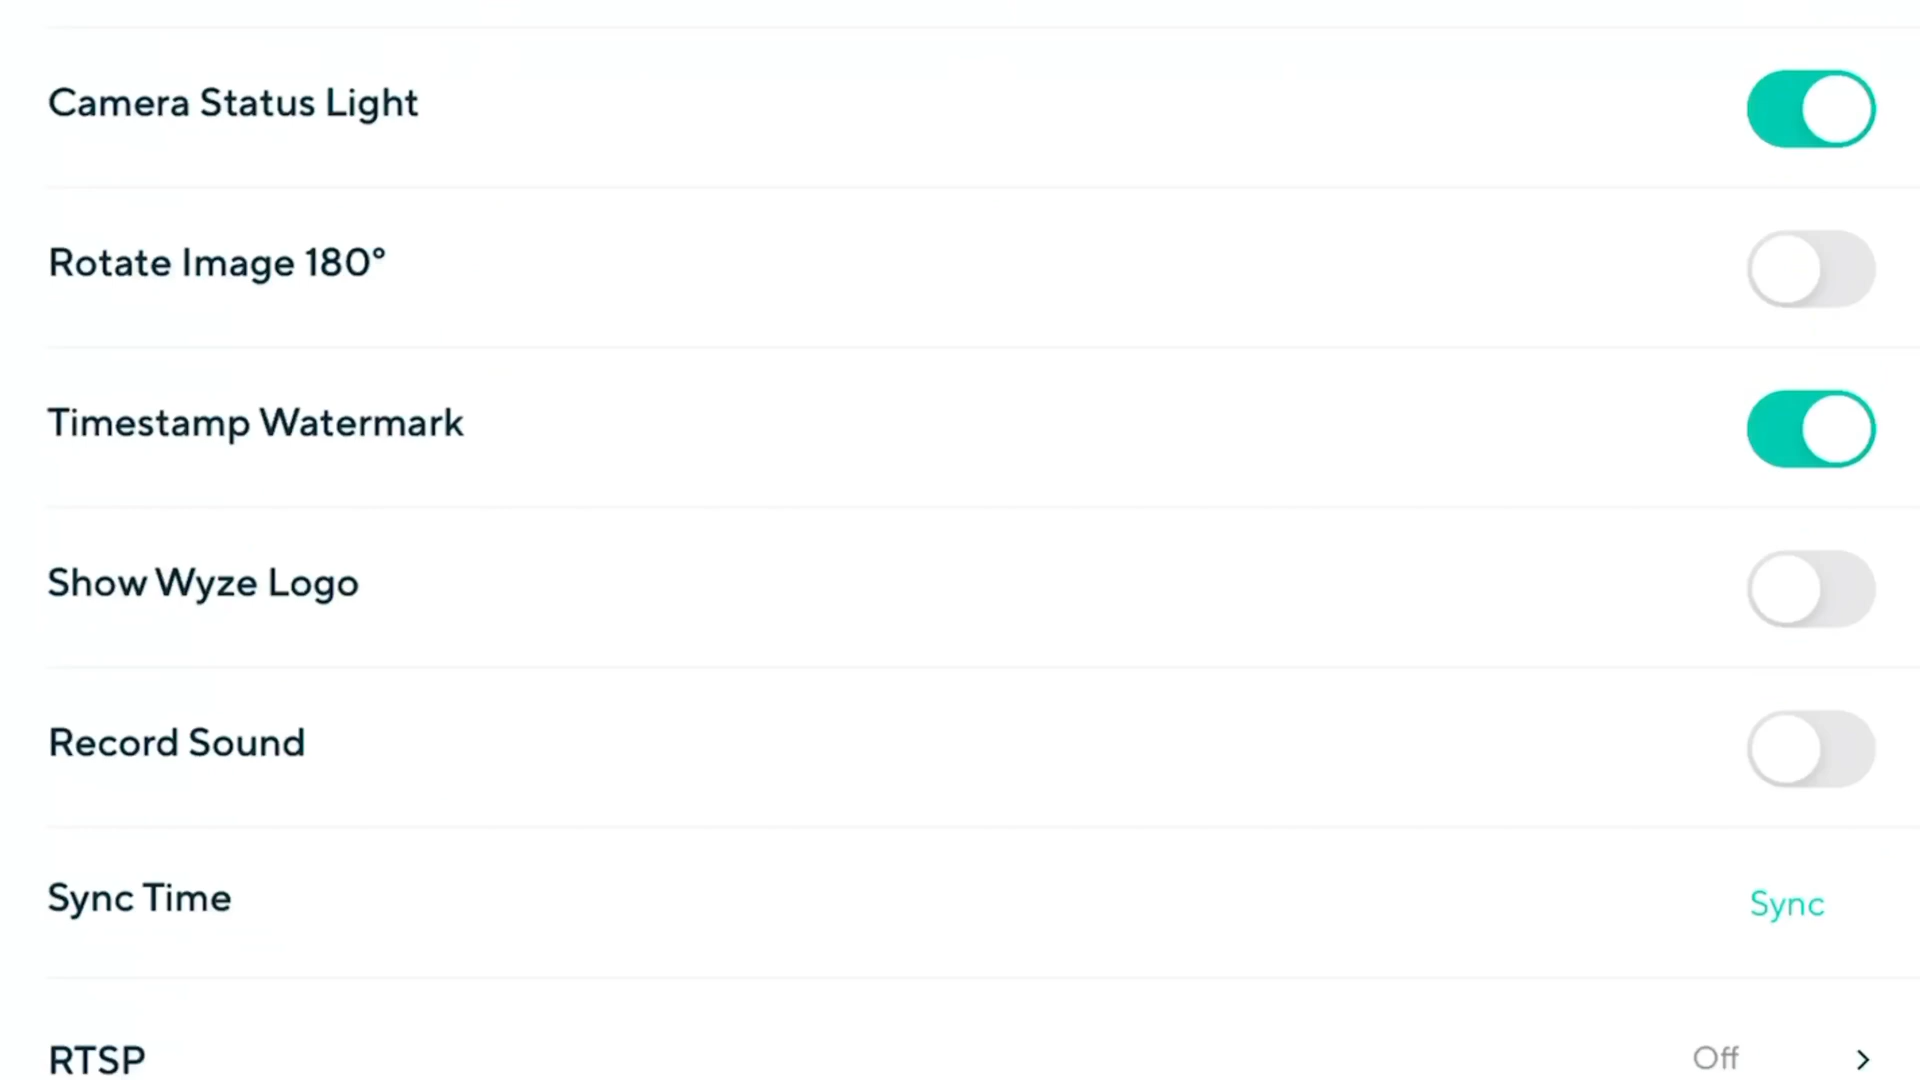 Camera Status Light
Rotate Image 180°
Timestamp Watermark
Show Wyze Logo
Record Sound
Sync Time Sync
RTSP Off